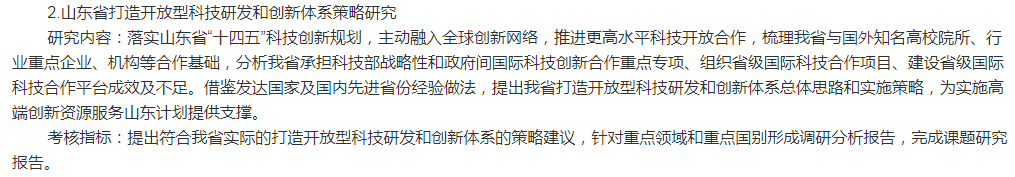 2.山东省打造开放型科技研发和创新体系策略研究
研究内容：落实山东省“十四五”科技创新规划，主动融入全球创新网络，推进更高水平科技开放合作，梳理我省与国外知名高校院所、行
业重点企业、机构等合作基础，分析我省承担科技部战略性和政府间国际科技创新合作重点专项、组织省级国际科技合作项目、建设省级国际
科技合作平台成效及不足。借鉴发达国家及国内先进省份经验做法，提出我省打造开放型科技研发和创新体系总体思路和实施策略，为实施高
端创新资源服务山东计划提供支撑。
考核指标：提出符合我省实际的打造开放型科技研发和创新体系的策略建议，针对重点领域和重点国别形成调研分析报告，完成课题研究
报告。